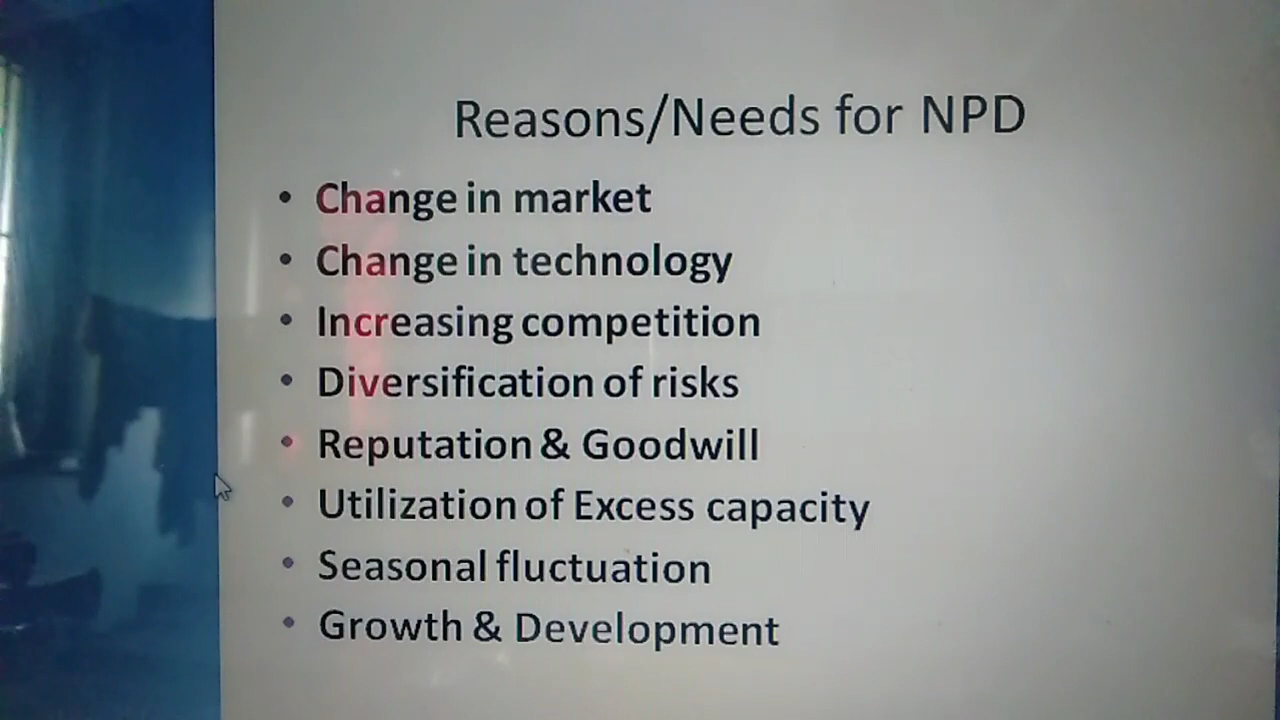 Reasons/Needs for NPD
• Change in market
• Change in technology
• Increasing competition
• Diversification of risks
• Reputation & Goodwill
• Utilization of Excess capacity
• Seasonal fluctuation
• Growth & Development